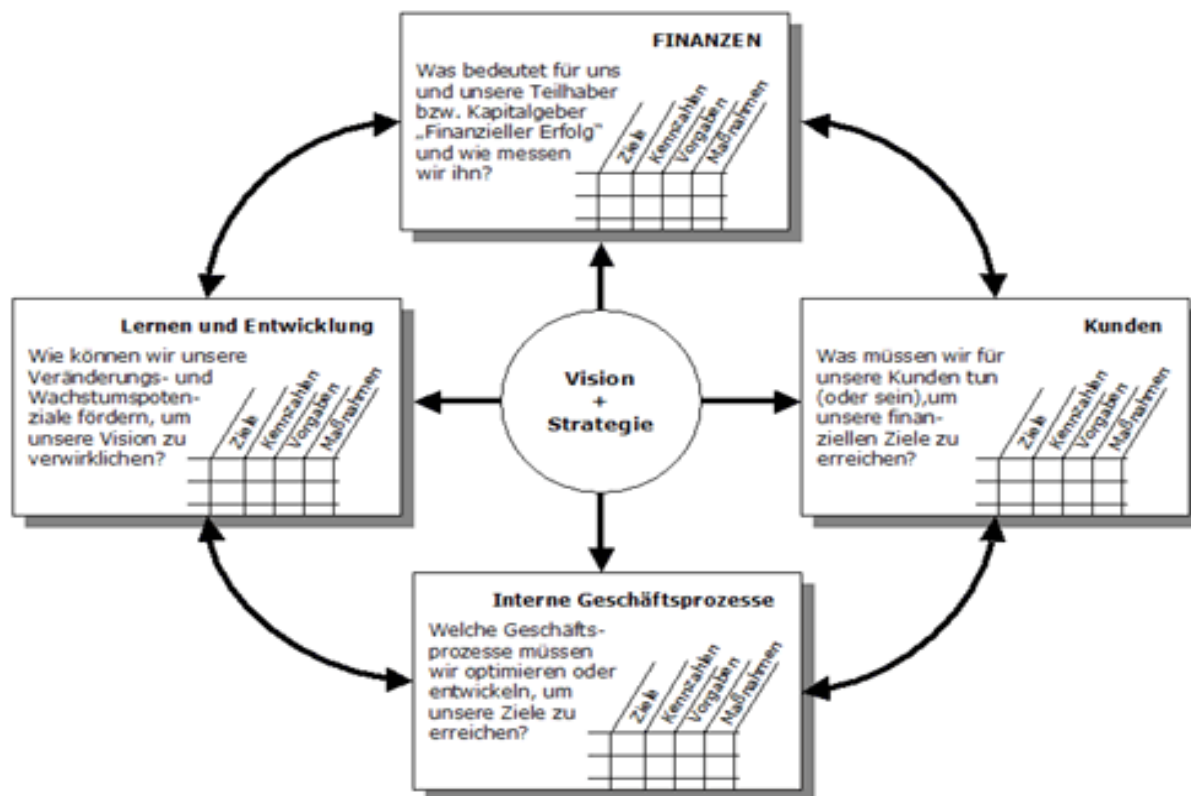 FINANZEN
Was bedeutet für uns
und unsere Teilhaber
bzw. Kapitalgeber
„Finanzieller Erfolg“
und wie messen
wir ihn?
Ziele
Kennzahlen
Vorgaben
Maßnahmen
Lernen und Entwicklung
Wie können wir unsere
Veränderungs- und
Wachstumspoten-
ziale fördern, um
unsere Vision zu
verwirklichen?
Ziele
Kennzahlen
Vorgaben
Maßnahmen
Vision
+
Strategie
Kunden
Was müssen wir für
unsere Kunden tun
(oder sein),um
unsere finan-
ziellen Ziele zu
erreichen?
Ziele
Kennzahlen
Vorgaben
Maßnahmen
Interne Geschäftsprozesse
Welche Geschäfts-
prozesse müssen
wir optimieren oder
entwickeln, um
unsere Ziele zu
erreichen?
Ziele
Kennzahlen
Vorgaben
Maßnahmen